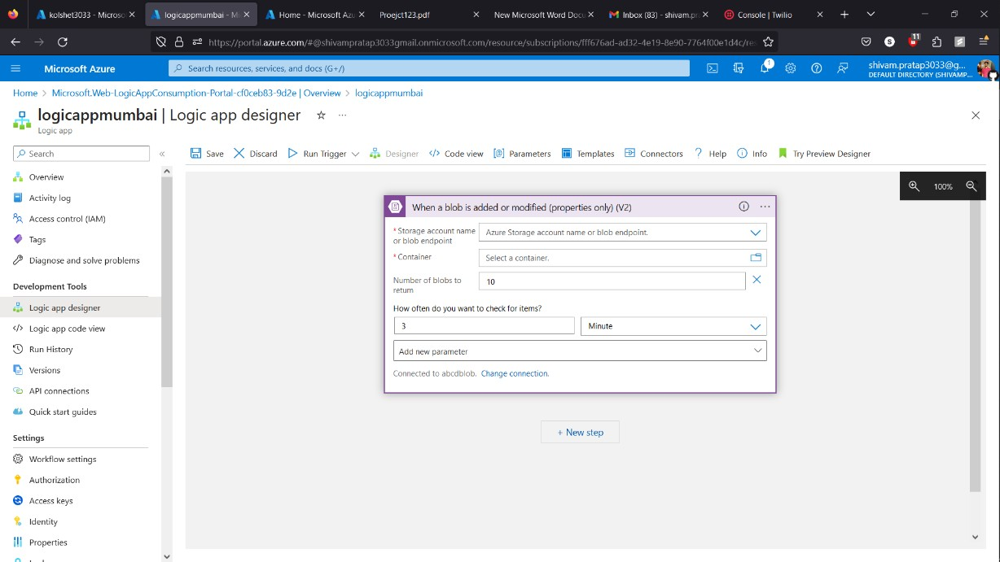 kolshet3033 - Microso
logicappmumbai - Mi
Home - Microsoft Azu
Proejct123.pdf
New Microsoft Word Docu
Inbox (83) - shivam.pr
Console | Twilio
https://portal.azure.com/#@shivampratap3033gmail.onmicrosoft.com/resource/subscriptions/fff676ad-ad32-4e19-8e90-7764f00e1d4c/re
S
11
Microsoft Azure
Search resources, services, and docs (G+/)
1
shivam.pratap3033@g...
DEFAULT DIRECTORY (SHIVAMP...
Home > Microsoft.Web-LogicAppConsumption-Portal-cf0ceb83-9d2e | Overview > logicappmumbai
logicappmumbai | Logic app designer
Logic app
Search
Save
Discard
Run Trigger
Designer
Code view
Parameters
Templates
Connectors
Help
Info
Try Preview Designer
Overview
Activity log
Access control (IAM)
Tags
Diagnose and solve problems
Development Tools
Logic app designer
Logic app code view
Run History
Versions
API connections
Quick start guides
Settings
Workflow settings
Authorization
Access keys
Identity
Properties
100%
When a blob is added or modified (properties only) (V2)
* Storage account name or blob endpoint
Azure Storage account name or blob endpoint.
* Container
Select a container.
Number of blobs to return
10
How often do you want to check for items?
3
Minute
Add new parameter
Connected to abcdblob. Change connection.
+ New step